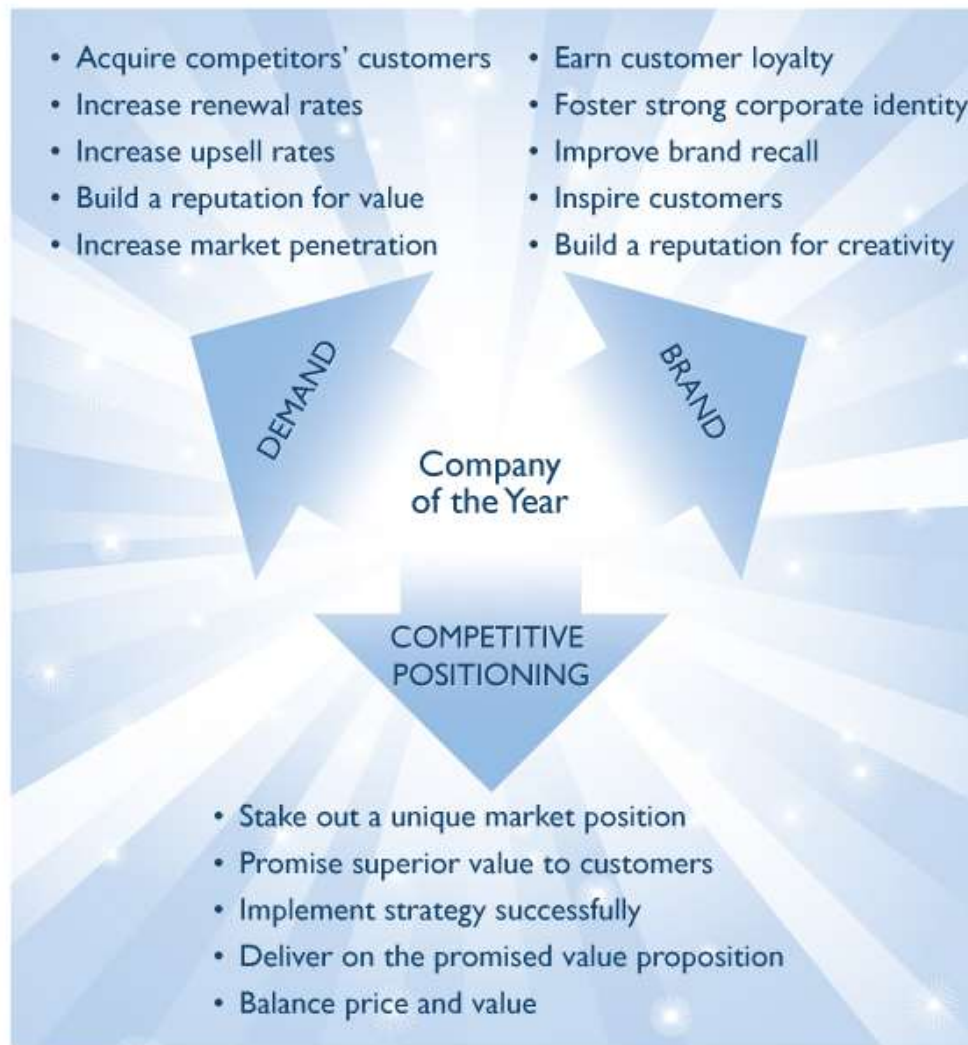 • Acquire competitors' customers
• Increase renewal rates
• Increase upsell rates
• Build a reputation for value
• Increase market penetration
• Earn customer loyalty
• Foster strong corporate identity
• Improve brand recall
• Inspire customers
• Build a reputation for creativity
DEMAND
BRAND
Company
of the Year
COMPETITIVE
POSITIONING
• Stake out a unique market position
• Promise superior value to customers
• Implement strategy successfully
• Deliver on the promised value proposition
• Balance price and value